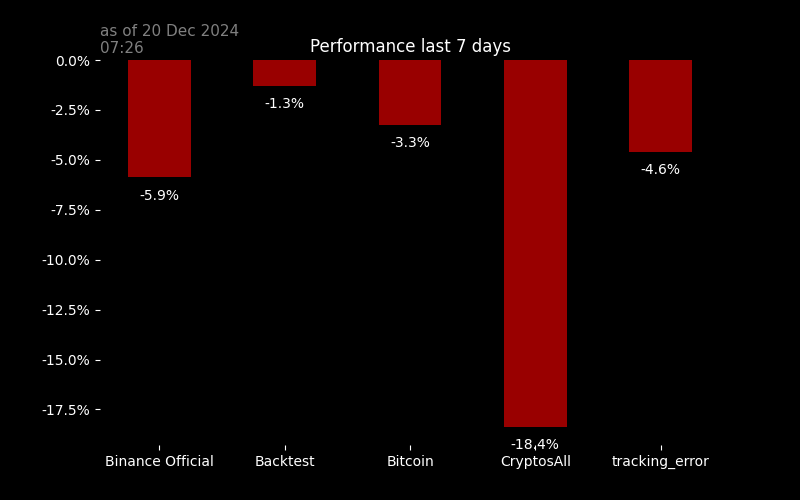 as of 20 Dec 2024
07:26
Performance last 7 days
0.0%
-2.5%
-5.0%
-7.5%
-10.0%
-12.5%
-15.0%
-17.5%
-5.9%
-1.3%
-3.3%
-18.4%
-4.6%
Binance Official
Backtest
Bitcoin
CryptosAll
tracking_error